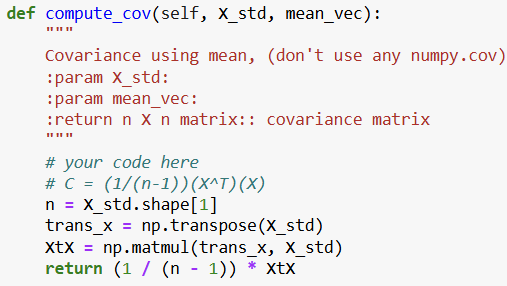 def compute_cov(self, X_std, mean_vec):
"""
Covariance using mean, (don't use any numpy.cov)
:param X_std:
:param mean_vec:
:return n X n matrix:: covariance matrix
"""
# your code here
# C = (1/(n-1))(X^T)(X)
n = X_std.shape[1]
trans_x = np.transpose(X_std)
XtX = np.matmul(trans_x, X_std)
return (1 / (n - 1)) * XtX